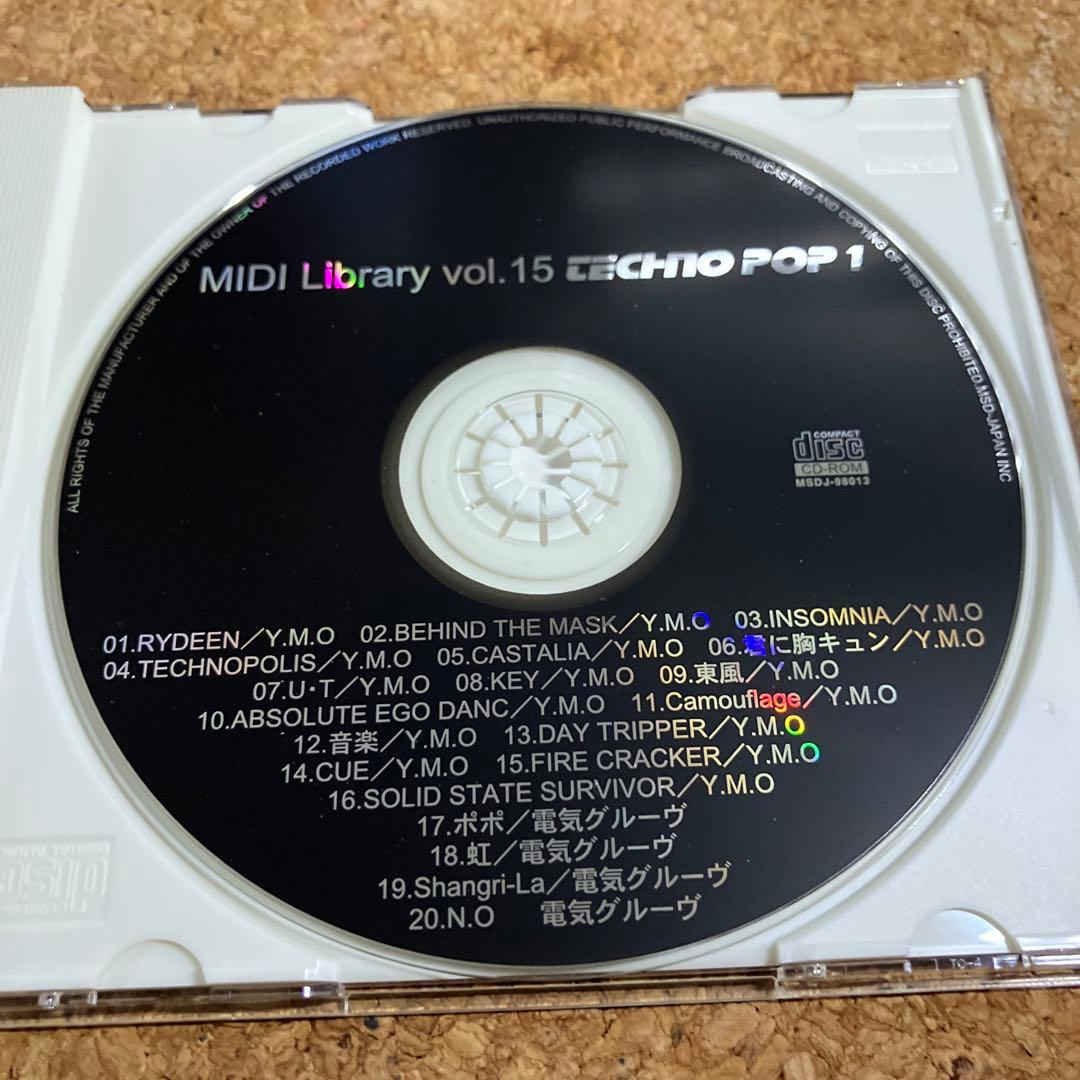 ALL RIGHTS OF THE MANUFACTURER AND OF THE OWNER OF THE RECORDED WORK RESERVED. UNAUTHORIZED PUBLIC PERFORMANCE BROADCASTING AND COPYING OF THIS DISC PROHIBITED.MSD-JAPAN INC
MIDI Library vol.15 TECHNO POP 1
COMPACT
disc
CD-ROM
MSDJ-98013
01.RYDEEN／Y.M.O 02.BEHIND THE MASK／Y.M.O 03.INSOMNIA／Y.M.O
04.TECHNOPOLIS／Y.M.O 05.CASTALIA／Y.M.O 06.君に胸キュン／Y.M.O
07.U・T／Y.M.O 08.KEY／Y.M.O 09.東風／Y.M.O
10.ABSOLUTE EGO DANC／Y.M.O 11.Camouflage／Y.M.O
12.音楽／Y.M.O 13.DAY TRIPPER／Y.M.O
14.CUE／Y.M.O 15.FIRE CRACKER／Y.M.O
16.SOLID STATE SURVIVOR／Y.M.O
17.ポポ／電気グルーヴ
18.虹／電気グルーヴ
19.Shangri-La／電気グルーヴ
20.N.O 電気グルーヴ